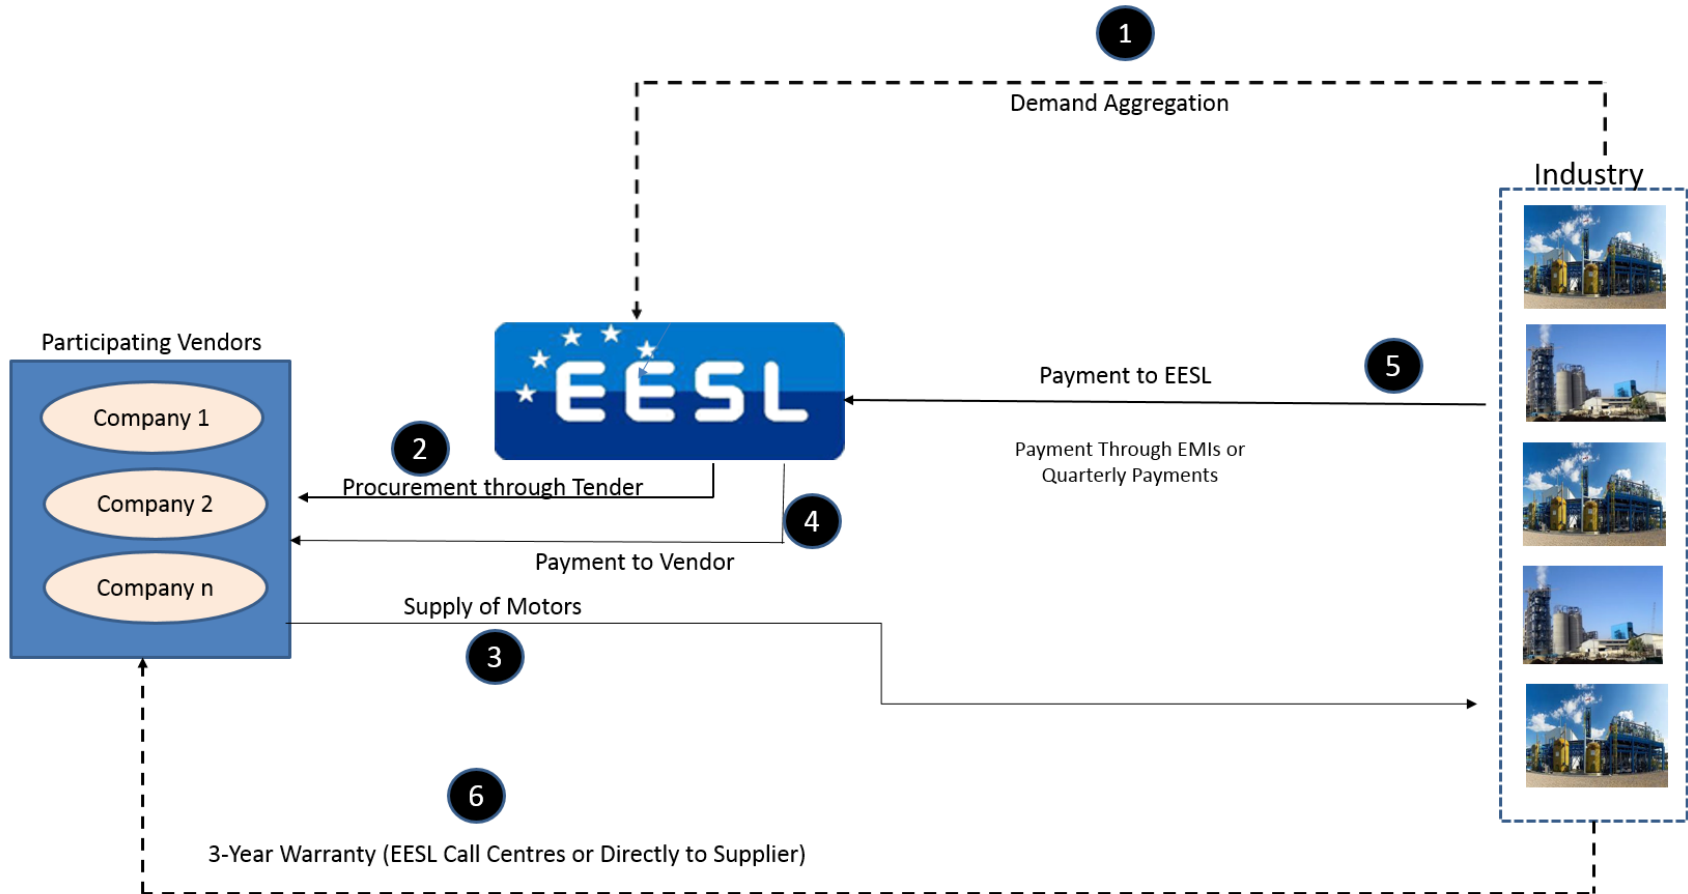 1
Demand Aggregation
Industry
Participating Vendors
EESL
5
Payment to EESL
Company 1
2
Payment Through EMIs or
Quarterly Payments
Procurement through Tender
Company 2
4
Payment to Vendor
Company n
Supply of Motors
3
6
3-Year Warranty (EESL Call Centres or Directly to Supplier)